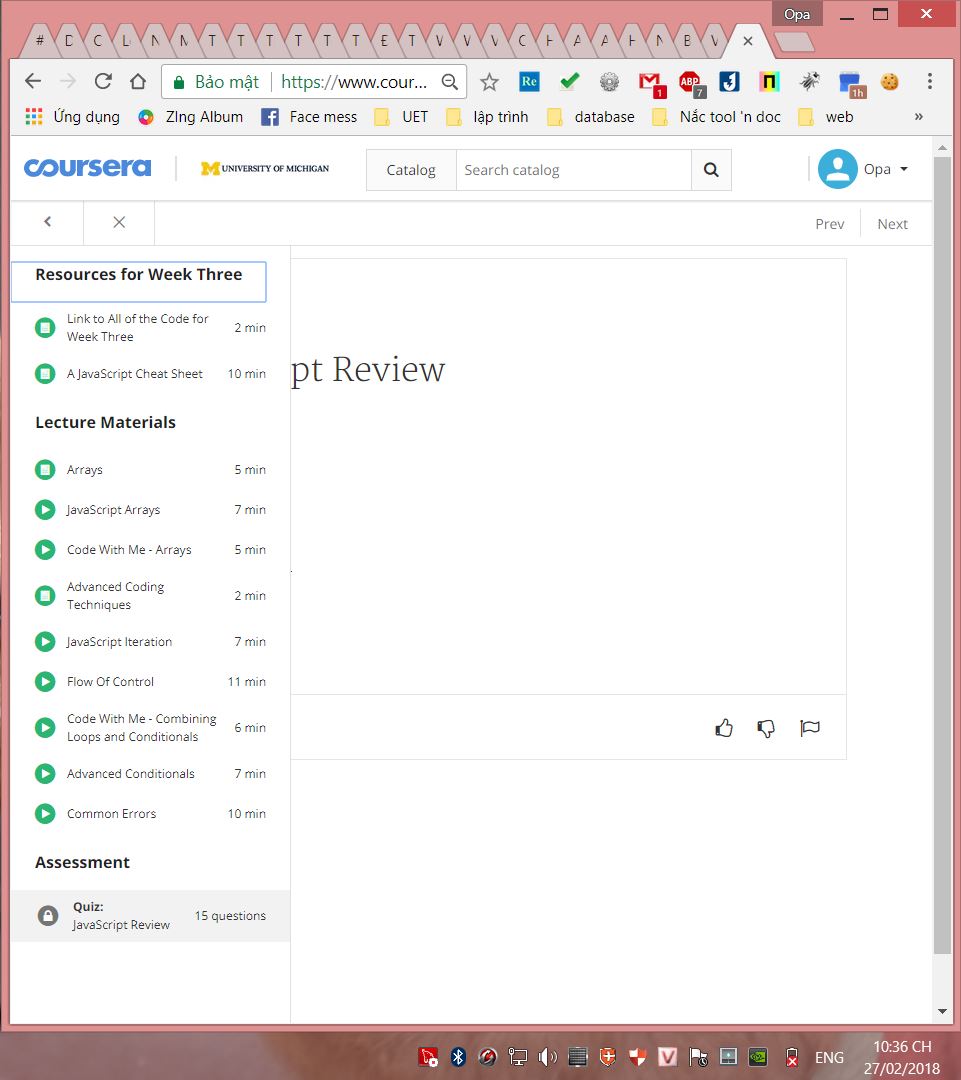 Opa
# D C N M T T T T T T E T V V V C H A A H N B V
Bảo mật https://www.cour...
Re
1
ABP
7
1h
Ứng dụng ZIng Album Face mess UET lập trình database Nắc tool 'n doc web »
coursera
M UNIVERSITY OF MICHIGAN
Catalog
Search catalog
Opa
Prev
Next
Resources for Week Three
Link to All of the Code for 2 min
Week Three
A JavaScript Cheat Sheet 10 min
pt Review
Lecture Materials
Arrays 5 min
JavaScript Arrays 7 min
Code With Me - Arrays 5 min
Advanced Coding 2 min
Techniques
JavaScript Iteration 7 min
Flow Of Control 11 min
Code With Me - Combining 6 min
Loops and Conditionals
Advanced Conditionals 7 min
Common Errors 10 min
Assessment
Quiz: 15 questions
JavaScript Review
ENG
10:36 CH
27/02/2018